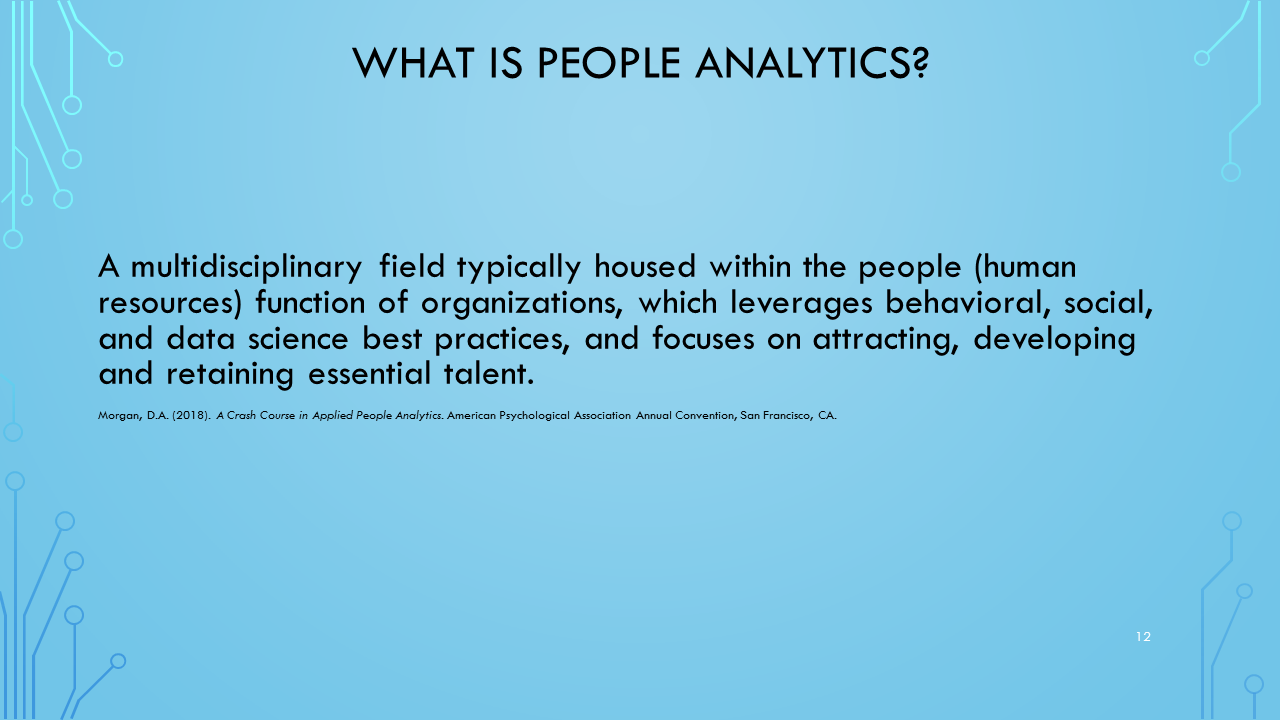 WHAT IS PEOPLE ANALYTICS?
A multidisciplinary field typically housed within the people (human
resources) function of organizations, which leverages behavioral, social,
and data science best practices, and focuses on attracting, developing
and retaining essential talent.
Morgan, D.A. (2018). A Crash Course in Applied People Analytics. American Psychological Association Annual Convention, San Francisco, CA.
12